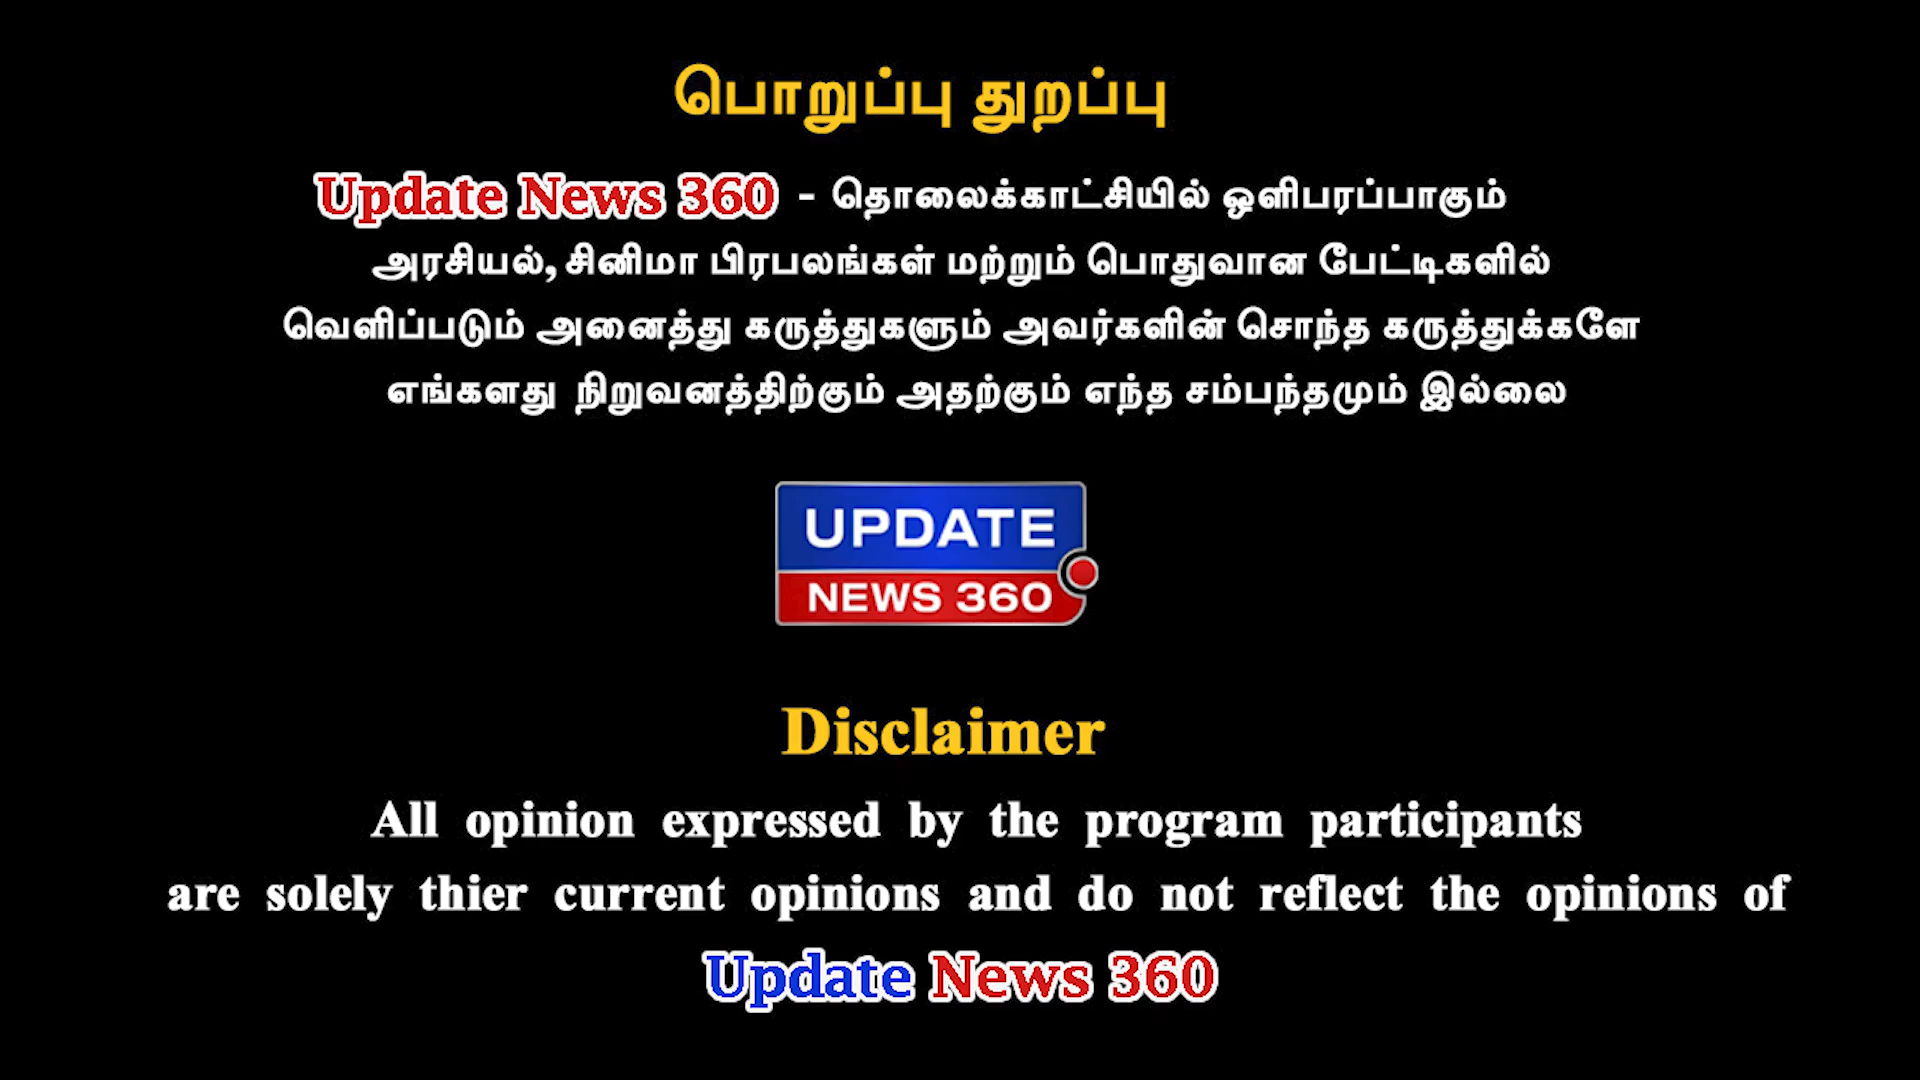 பொறுப்பு துறப்பு
Update News 360 - தொலைக்காட்சியில் ஒளிபரப்பாகும்
அரசியல், சினிமா பிரபலங்கள் மற்றும் பொதுவான பேட்டிகளில்
வெளிப்படும் அனைத்து கருத்துகளும் அவர்களின் சொந்த கருத்துக்களே
எங்களது நிறுவனத்திற்கும் அதற்கும் எந்த சம்பந்தமும் இல்லை
UPDATE
NEWS 360
Disclaimer
All opinion expressed by the program participants
are solely thier current opinions and do not reflect the opinions of
Update News 360